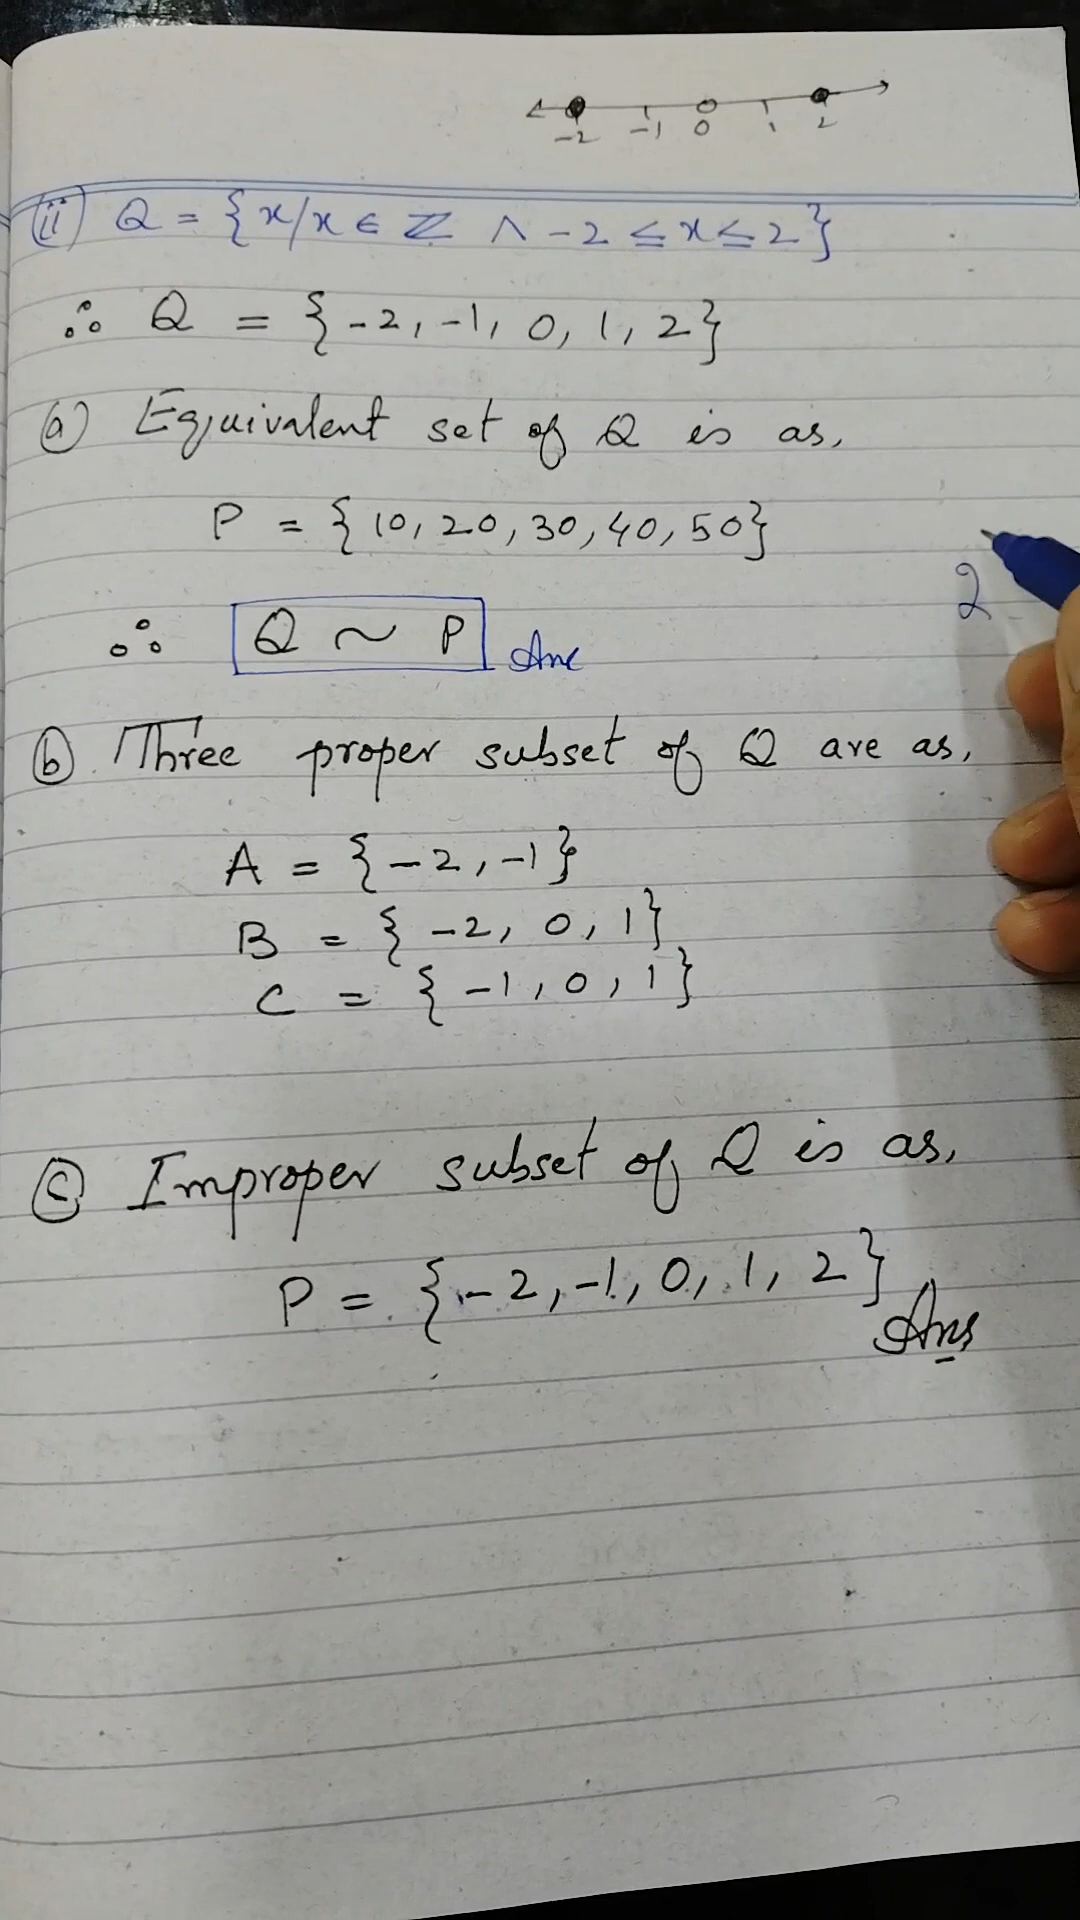 -2 -1 0 1 2
(ii) Q = {x/x ∈ Z ∧ -2 ≤ x ≤ 2}
∴ Q = {-2, -1, 0, 1, 2}
(a) Equivalent set of Q is as,
P = {10, 20, 30, 40, 50}
2
∴ Q ~ P Ans
(b) Three proper subset of Q are as,
A = {-2, -1}
B = {-2, 0, 1}
C = {-1, 0, 1}
(c) Improper subset of Q is as,
P = {-2, -1, 0, 1, 2}
Ans